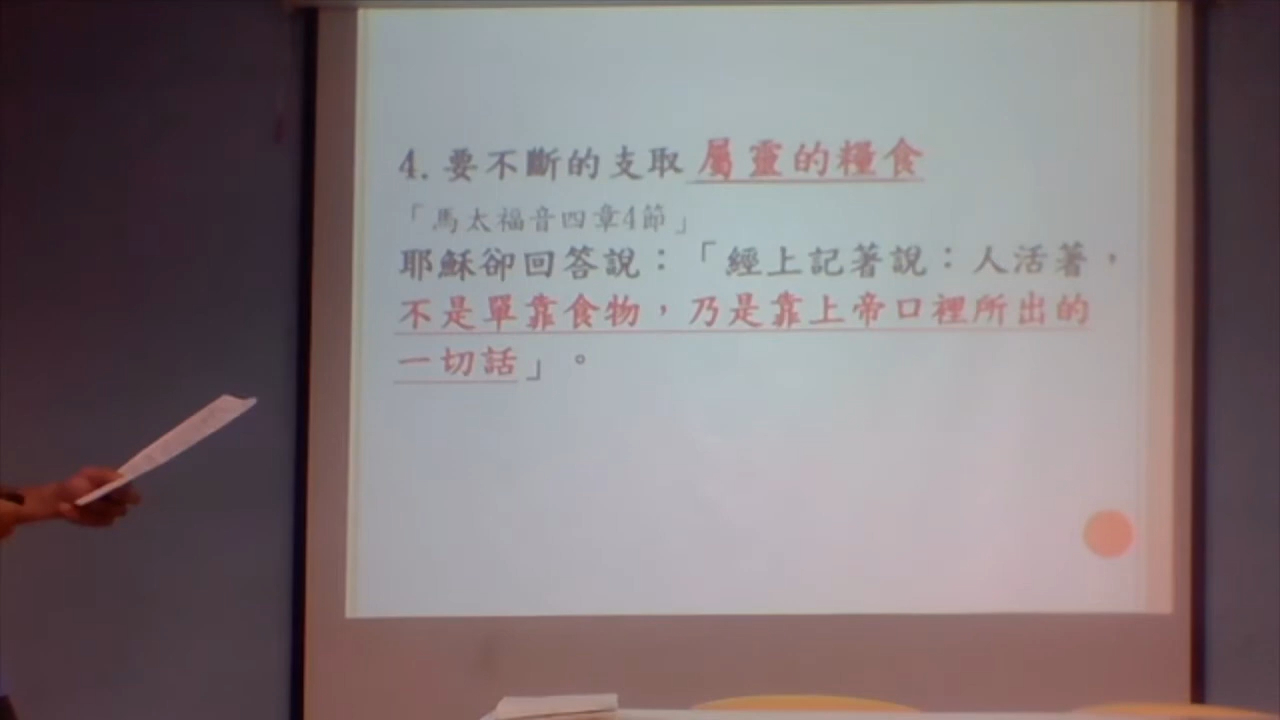 4.要不斷的支取 屬靈的糧食
「馬太福音四章4節」
耶穌卻回答說：「經上記著說：人活著，
不是單靠食物，乃是靠上帝口裡所出的
一切話」。